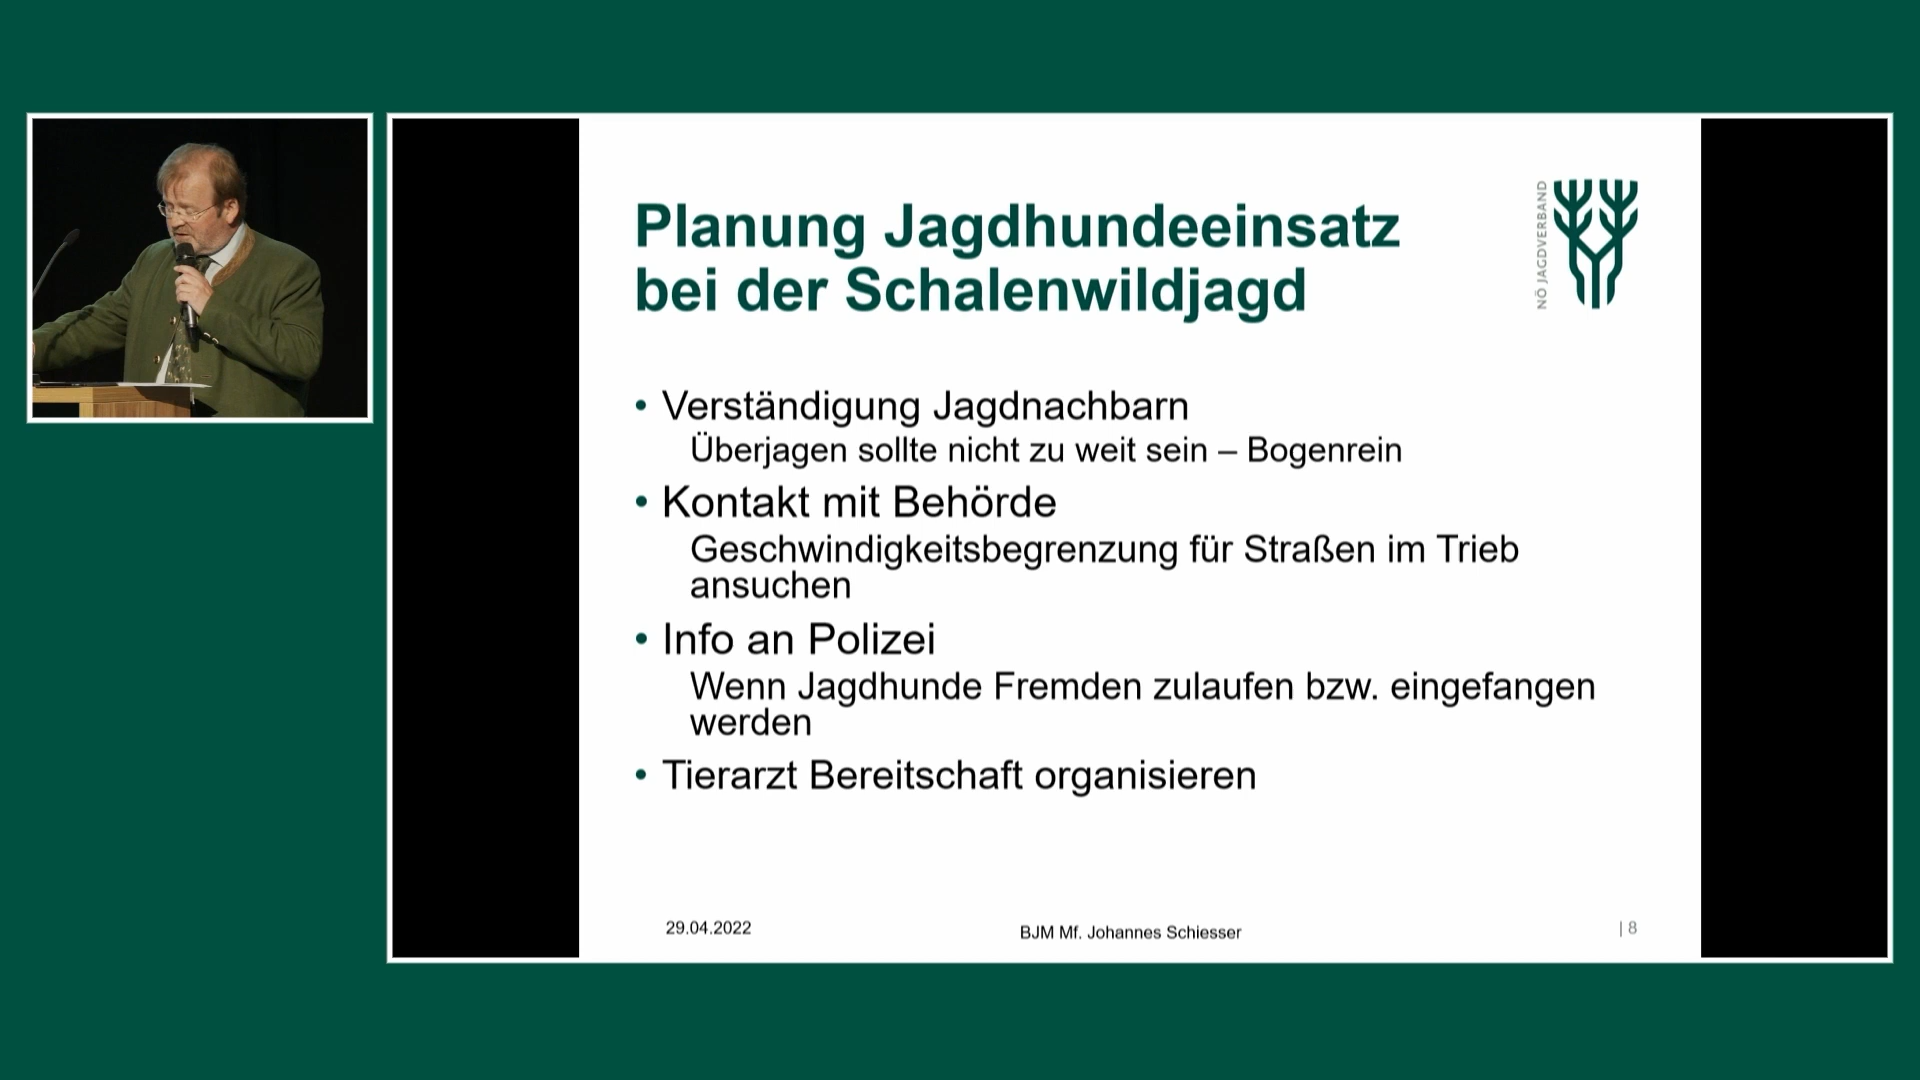 Planung Jagdhundeeinsatz
bei der Schalenwildjagd
NÖ JAGDVERBAND
• Verständigung Jagdnachbarn
Überjagen sollte nicht zu weit sein – Bogenrein
• Kontakt mit Behörde
Geschwindigkeitsbegrenzung für Straßen im Trieb
ansuchen
• Info an Polizei
Wenn Jagdhunde Fremden zulaufen bzw. eingefangen
werden
• Tierarzt Bereitschaft organisieren
29.04.2022
BJM Mf. Johannes Schiesser
| 8